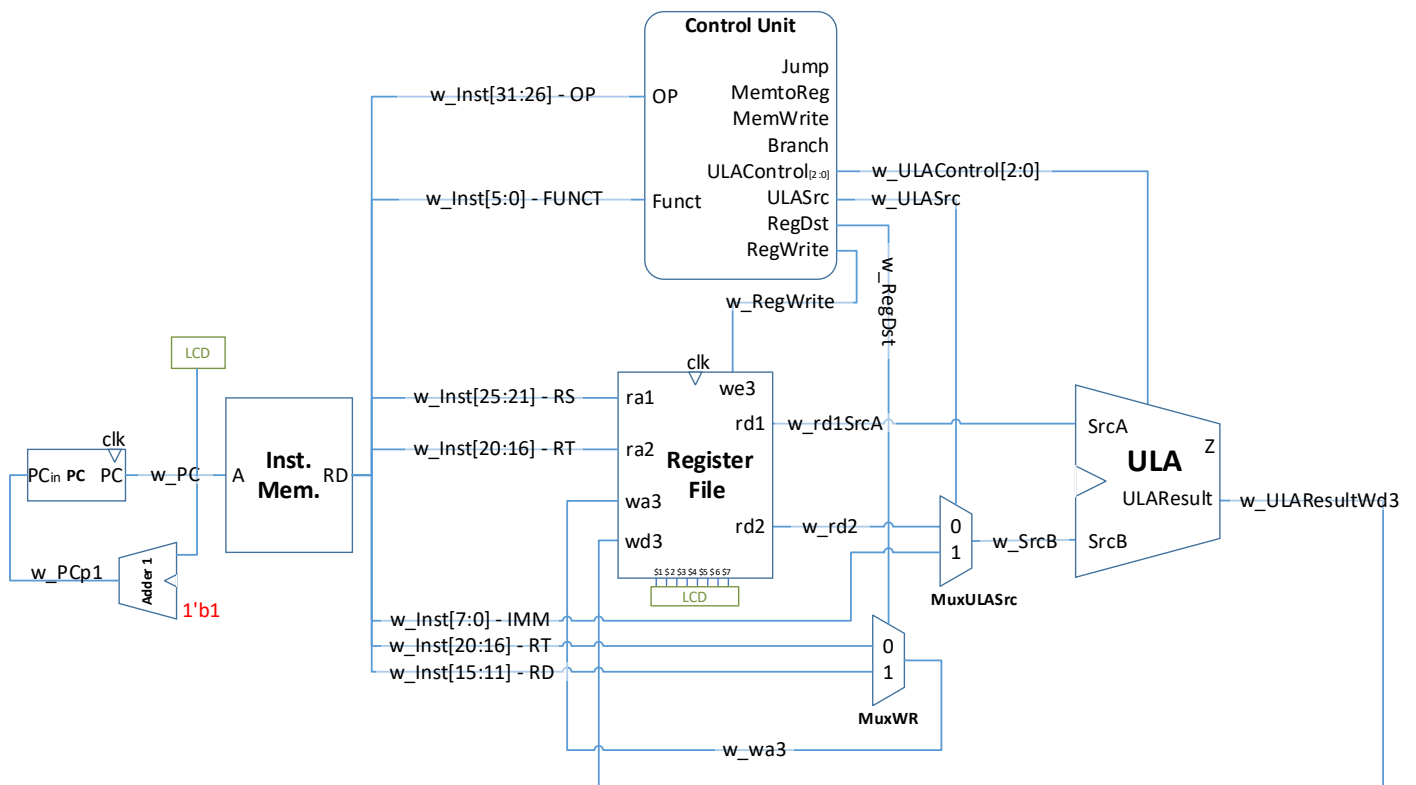 Control Unit
Jump
MemtoReg
MemWrite
Branch
ULAControl[2:0]
ULASrc
RegDst
RegWrite
OP
Funct
w_Inst[31:26] - OP
w_Inst[5:0] - FUNCT
w_ULAControl[2:0]
w_ULASrc
w_RegDst
w_RegWrite
LCD
clk
PCin PC PC
w_PC
w_PCp1
Adder 1
1'b1
A
Inst.
Mem.
RD
w_Inst[25:21] - RS
w_Inst[20:16] - RT
clk
we3
ra1
ra2
wa3
wd3
rd1
rd2
Register
File
$1 $2 $3 $4 $5 $6 $7
LCD
w_rd1SrcA
w_rd2
w_SrcB
0
1
MuxULASrc
SrcA
SrcB
Z
ULA
ULAResult
w_ULAResultWd3
w_Inst[7:0] - IMM
w_Inst[20:16] - RT
w_Inst[15:11] - RD
0
1
MuxWR
w_wa3